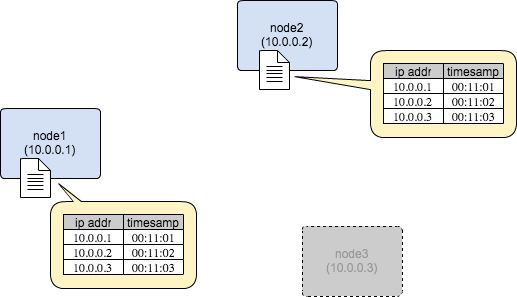 node2
(10.0.0.2)
ip addr timesamp
10.0.0.1 00:11:01
10.0.0.2 00:11:02
10.0.0.3 00:11:03
node1
(10.0.0.1)
ip addr timesamp
10.0.0.1 00:11:01
10.0.0.2 00:11:02
10.0.0.3 00:11:03
node3
(10.0.0.3)